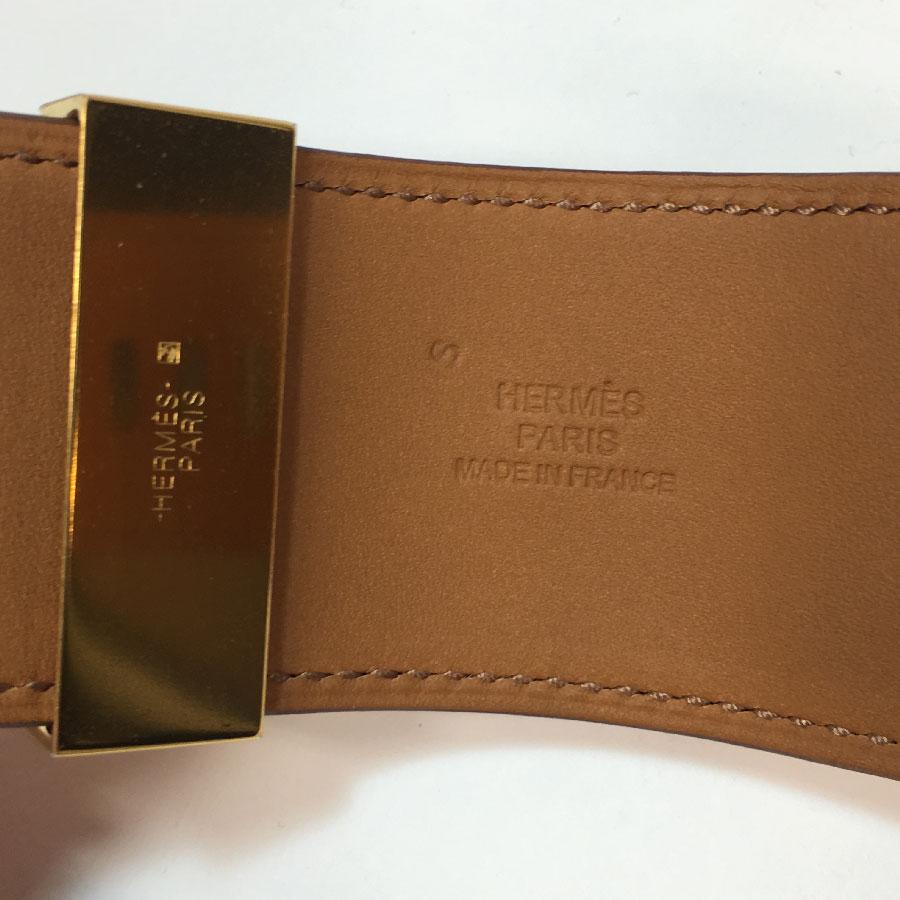 -HERMÈS-
PARIS
S
HERMÈS
PARIS
MADE IN FRANCE